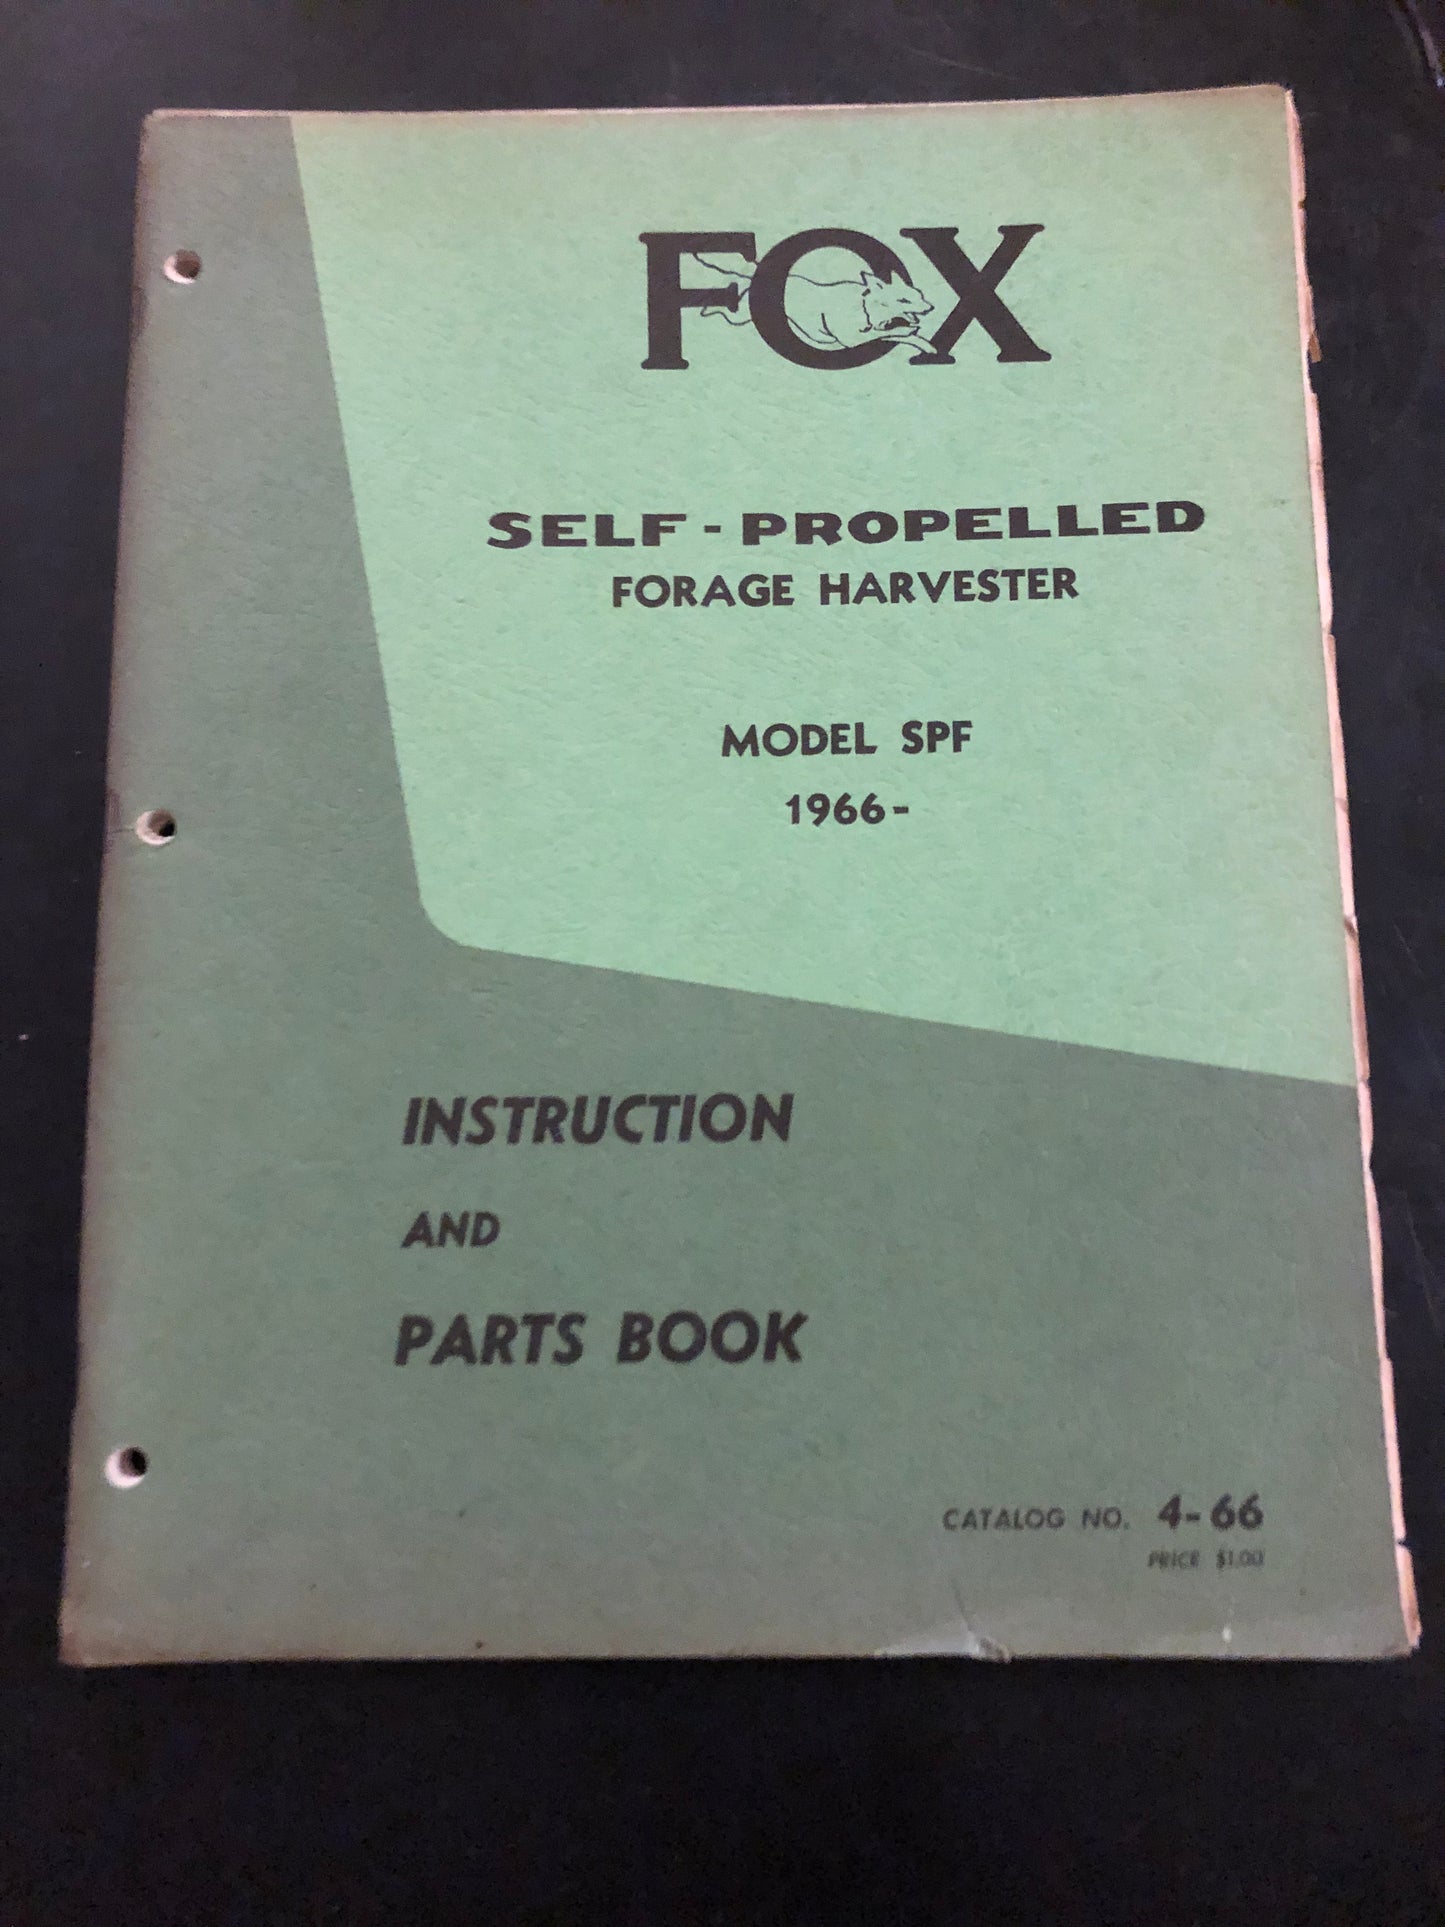 FOX
SELF-PROPELLED
FORAGE HARVESTER
MODEL SPF
1966-
INSTRUCTION
AND
PARTS BOOK
CATALOG NO. 4-66
PRICE $1.00